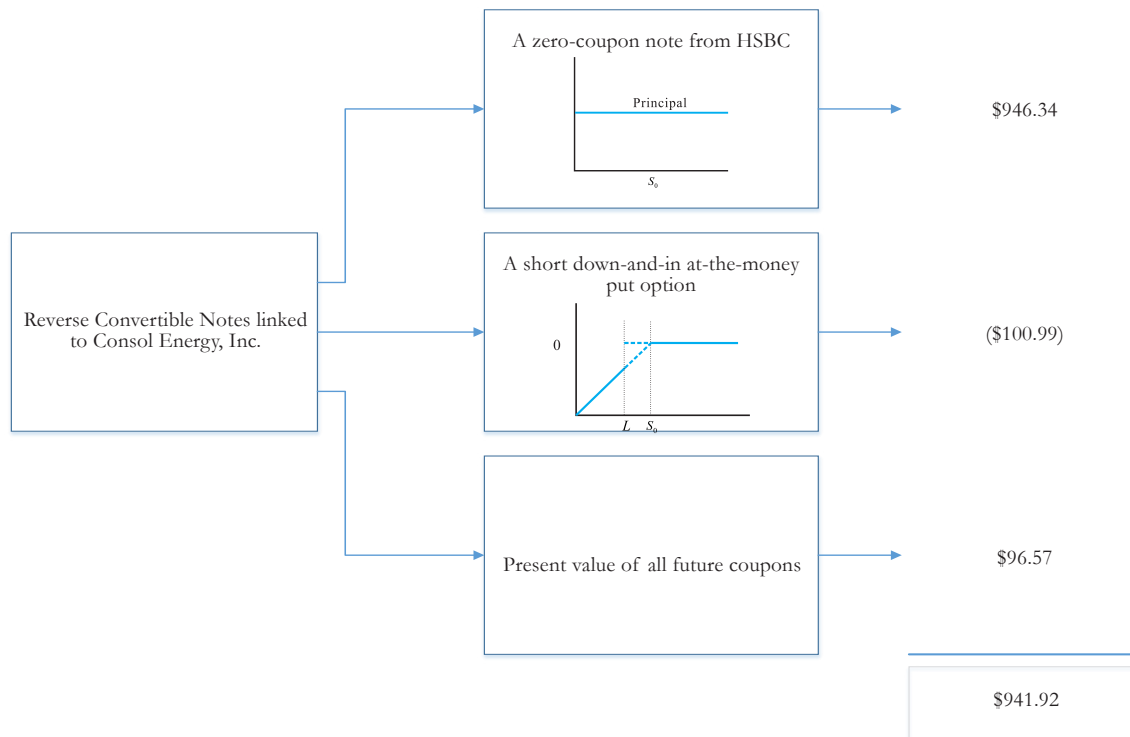 A zero-coupon note from HSBC
Principal
S₀
$946.34
Reverse Convertible Notes linked
to Consol Energy, Inc.
A short down-and-in at-the-money
put option
0
L S₀
($100.99)
Present value of all future coupons
$96.57
$941.92